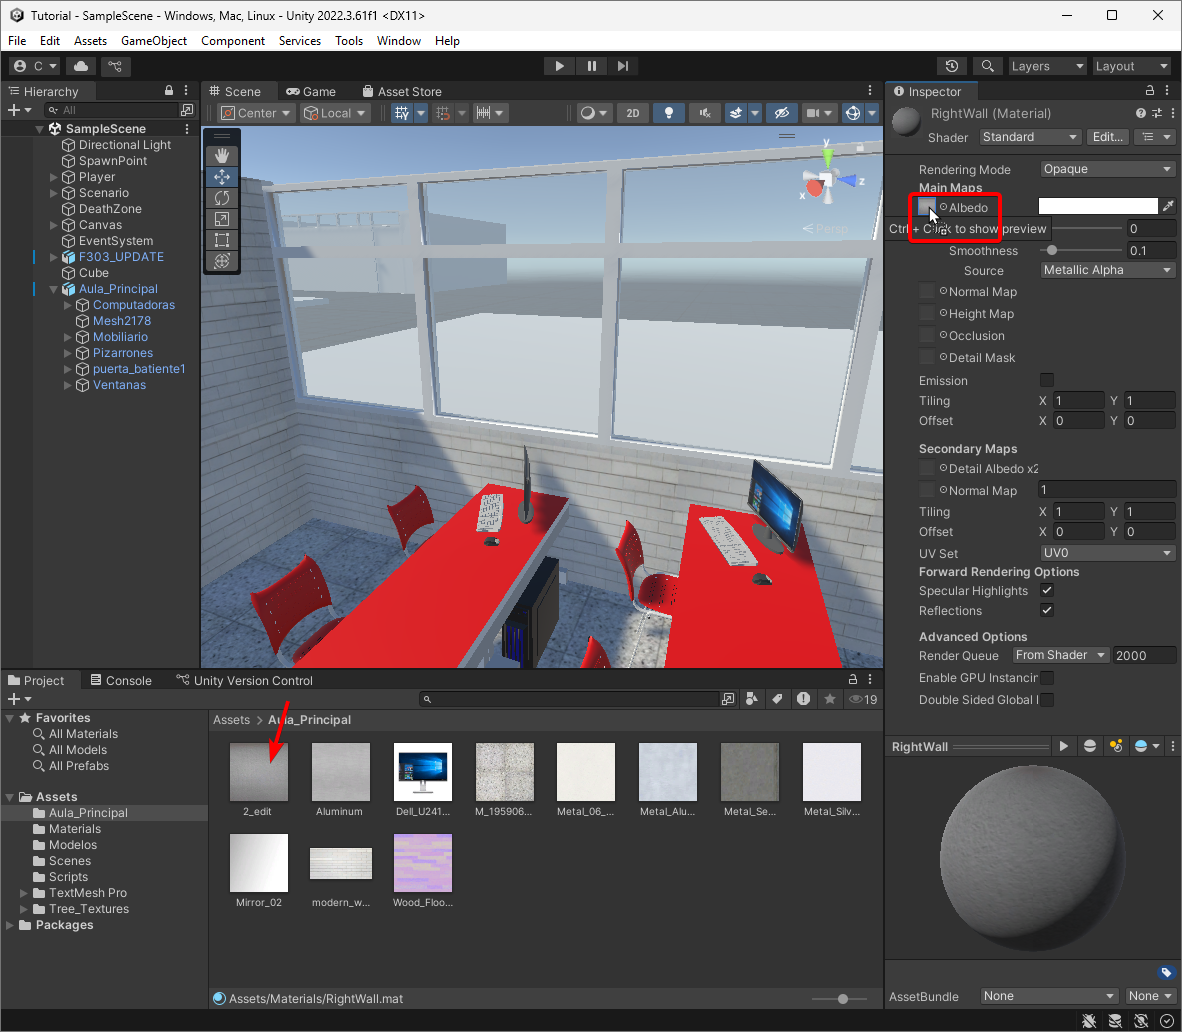 Tutorial - SampleScene - Windows, Mac, Linux - Unity 2022.3.61f1 <DX11>
File Edit Assets GameObject Component Services Tools Window Help
C Layers Layout
Hierarchy
All
SampleScene
Directional Light
SpawnPoint
Player
Scenario
DeathZone
Canvas
EventSystem
F303_UPDATE
Cube
Aula_Principal
Computadoras
Mesh2178
Mobiliario
Pizarrones
puerta_batiente1
Ventanas
Scene Game Asset Store
Center Local 2D
y
z
x
Persp
Inspector
RightWall (Material)
Shader Standard Edit...
Rendering Mode Opaque
Main Maps
Albedo
Ctrl + Click to show preview 0
Smoothness 0.1
Source Metallic Alpha
Normal Map
Height Map
Occlusion
Detail Mask
Emission
Tiling X 1 Y 1
Offset X 0 Y 0
Secondary Maps
Detail Albedo x2
Normal Map 1
Tiling X 1 Y 1
Offset X 0 Y 0
UV Set UV0
Forward Rendering Options
Specular Highlights
Reflections
Advanced Options
Render Queue From Shader 2000
Enable GPU Instancin
Double Sided Global I
RightWall
AssetBundle None None
Project Console Unity Version Control
19
Favorites
All Materials
All Models
All Prefabs
Assets
Aula_Principal
Materials
Modelos
Scenes
Scripts
TextMesh Pro
Tree_Textures
Packages
Assets > Aula_Principal
2_edit Aluminum Dell_U241... M_195906... Metal_06_... Metal_Alu... Metal_Se... Metal_Silv...
Mirror_02 modern_w... Wood_Floo...
Assets/Materials/RightWall.mat